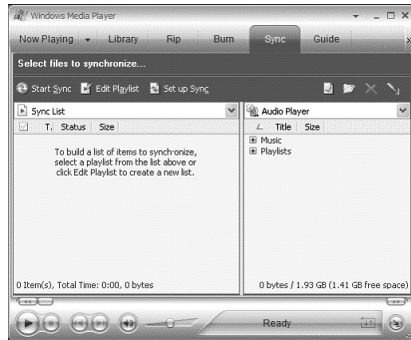 Windows Media Player
Now Playing Library Rip Burn Sync Guide »
Select files to synchronize...
Start Sync Edit Playlist Set up Sync
Sync List Audio Player
T. Status Size Title Size
To build a list of items to synchronize,
select a playlist from the list above or
click Edit Playlist to create a new list.
Music
Playlists
0 Item(s), Total Time: 0:00, 0 bytes 0 bytes / 1.93 GB (1.41 GB free space)
Ready